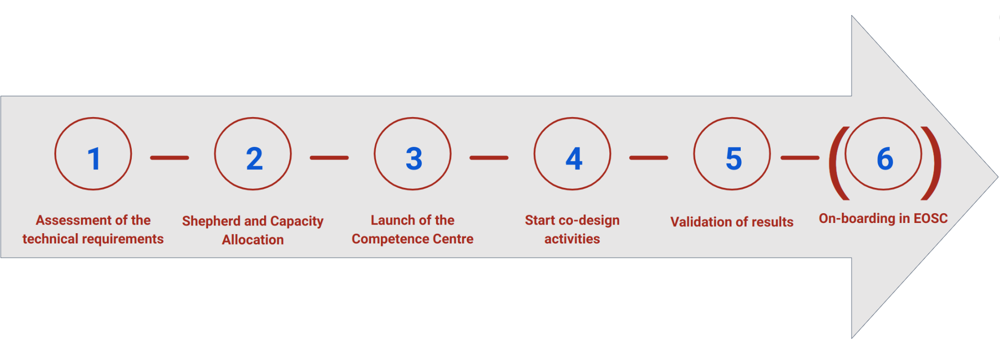 1
2
3
4
5
(6)
Assessment of the
technical requirements
Shepherd and Capacity
Allocation
Launch of the
Competence Centre
Start co-design
activities
Validation of results
On-boarding in EOSC